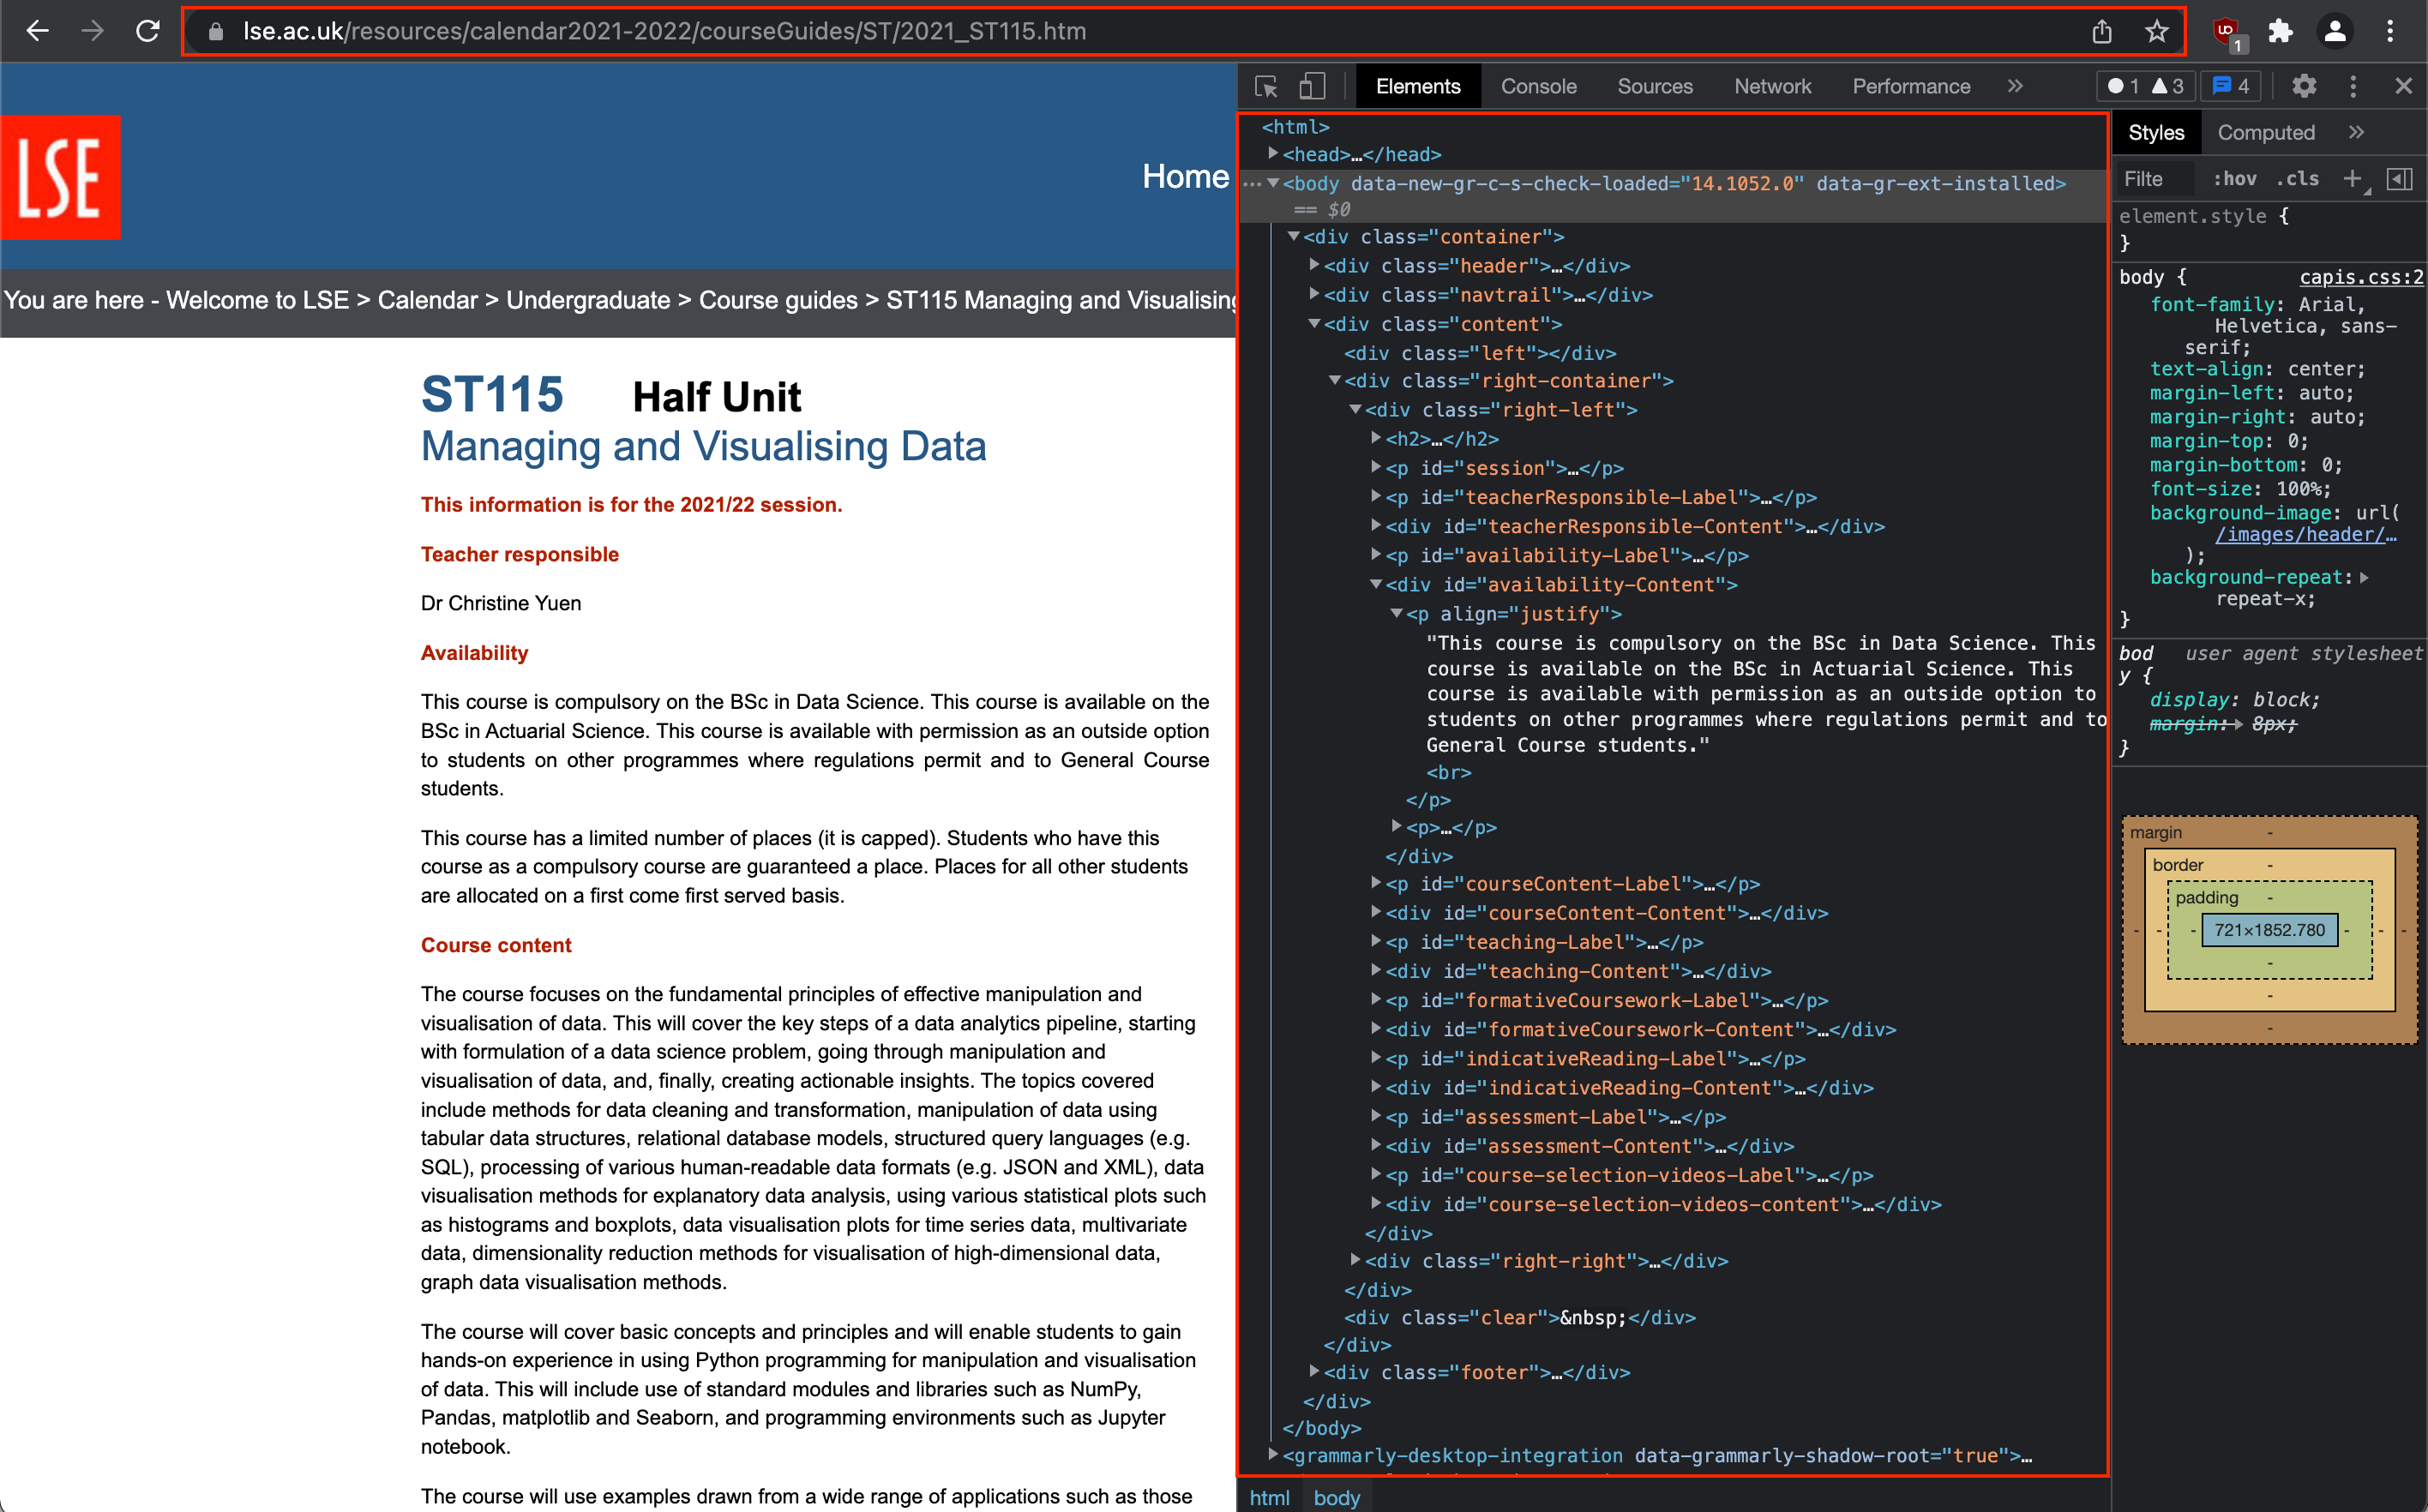 lse.ac.uk/resources/calendar2021-2022/courseGuides/ST/2021_ST115.htm
1
LSE
Home
You are here - Welcome to LSE > Calendar > Undergraduate > Course guides > ST115 Managing and Visualising
ST115 Half Unit
Managing and Visualising Data
This information is for the 2021/22 session.
Teacher responsible
Dr Christine Yuen
Availability
This course is compulsory on the BSc in Data Science. This course is available on the
BSc in Actuarial Science. This course is available with permission as an outside option
to students on other programmes where regulations permit and to General Course
students.
This course has a limited number of places (it is capped). Students who have this
course as a compulsory course are guaranteed a place. Places for all other students
are allocated on a first come first served basis.
Course content
The course focuses on the fundamental principles of effective manipulation and
visualisation of data. This will cover the key steps of a data analytics pipeline, starting
with formulation of a data science problem, going through manipulation and
visualisation of data, and, finally, creating actionable insights. The topics covered
include methods for data cleaning and transformation, manipulation of data using
tabular data structures, relational database models, structured query languages (e.g.
SQL), processing of various human-readable data formats (e.g. JSON and XML), data
visualisation methods for explanatory data analysis, using various statistical plots such
as histograms and boxplots, data visualisation plots for time series data, multivariate
data, dimensionality reduction methods for visualisation of high-dimensional data,
graph data visualisation methods.
The course will cover basic concepts and principles and will enable students to gain
hands-on experience in using Python programming for manipulation and visualisation
of data. This will include use of standard modules and libraries such as NumPy,
Pandas, matplotlib and Seaborn, and programming environments such as Jupyter
notebook.
The course will use examples drawn from a wide range of applications such as those
Elements Console Sources Network Performance » 1 3 4
<html>
<head>…</head>
<body data-new-gr-c-s-check-loaded="14.1052.0" data-gr-ext-installed>
== $0
<div class="container">
<div class="header">…</div>
<div class="navtrail">…</div>
<div class="content">
<div class="left"></div>
<div class="right-container">
<div class="right-left">
<h2>…</h2>
<p id="session">…</p>
<p id="teacherResponsible-Label">…</p>
<div id="teacherResponsible-Content">…</div>
<p id="availability-Label">…</p>
<div id="availability-Content">
<p align="justify">
"This course is compulsory on the BSc in Data Science. This
course is available on the BSc in Actuarial Science. This
course is available with permission as an outside option to
students on other programmes where regulations permit and to
General Course students."
<br>
</p>
<p>…</p>
</div>
<p id="courseContent-Label">…</p>
<div id="courseContent-Content">…</div>
<p id="teaching-Label">…</p>
<div id="teaching-Content">…</div>
<p id="formativeCoursework-Label">…</p>
<div id="formativeCoursework-Content">…</div>
<p id="indicativeReading-Label">…</p>
<div id="indicativeReading-Content">…</div>
<p id="assessment-Label">…</p>
<div id="assessment-Content">…</div>
<p id="course-selection-videos-Label">…</p>
<div id="course-selection-videos-content">…</div>
</div>
<div class="right-right">…</div>
</div>
<div class="clear">&nbsp;</div>
</div>
<div class="footer">…</div>
</div>
</body>
<grammarly-desktop-integration data-grammarly-shadow-root="true">…
html body
Styles Computed »
Filte :hov .cls +
element.style {
}
body { capis.css:2
font-family: Arial,
Helvetica, sans-
serif;
text-align: center;
margin-left: auto;
margin-right: auto;
margin-top: 0;
margin-bottom: 0;
font-size: 100%;
background-image: url(
/images/header/…
);
background-repeat:
repeat-x;
}
bod user agent stylesheet
y {
display: block;
margin: 8px;
}
margin -
border -
padding -
- - - 721×1852.780 - - -
-
-
-